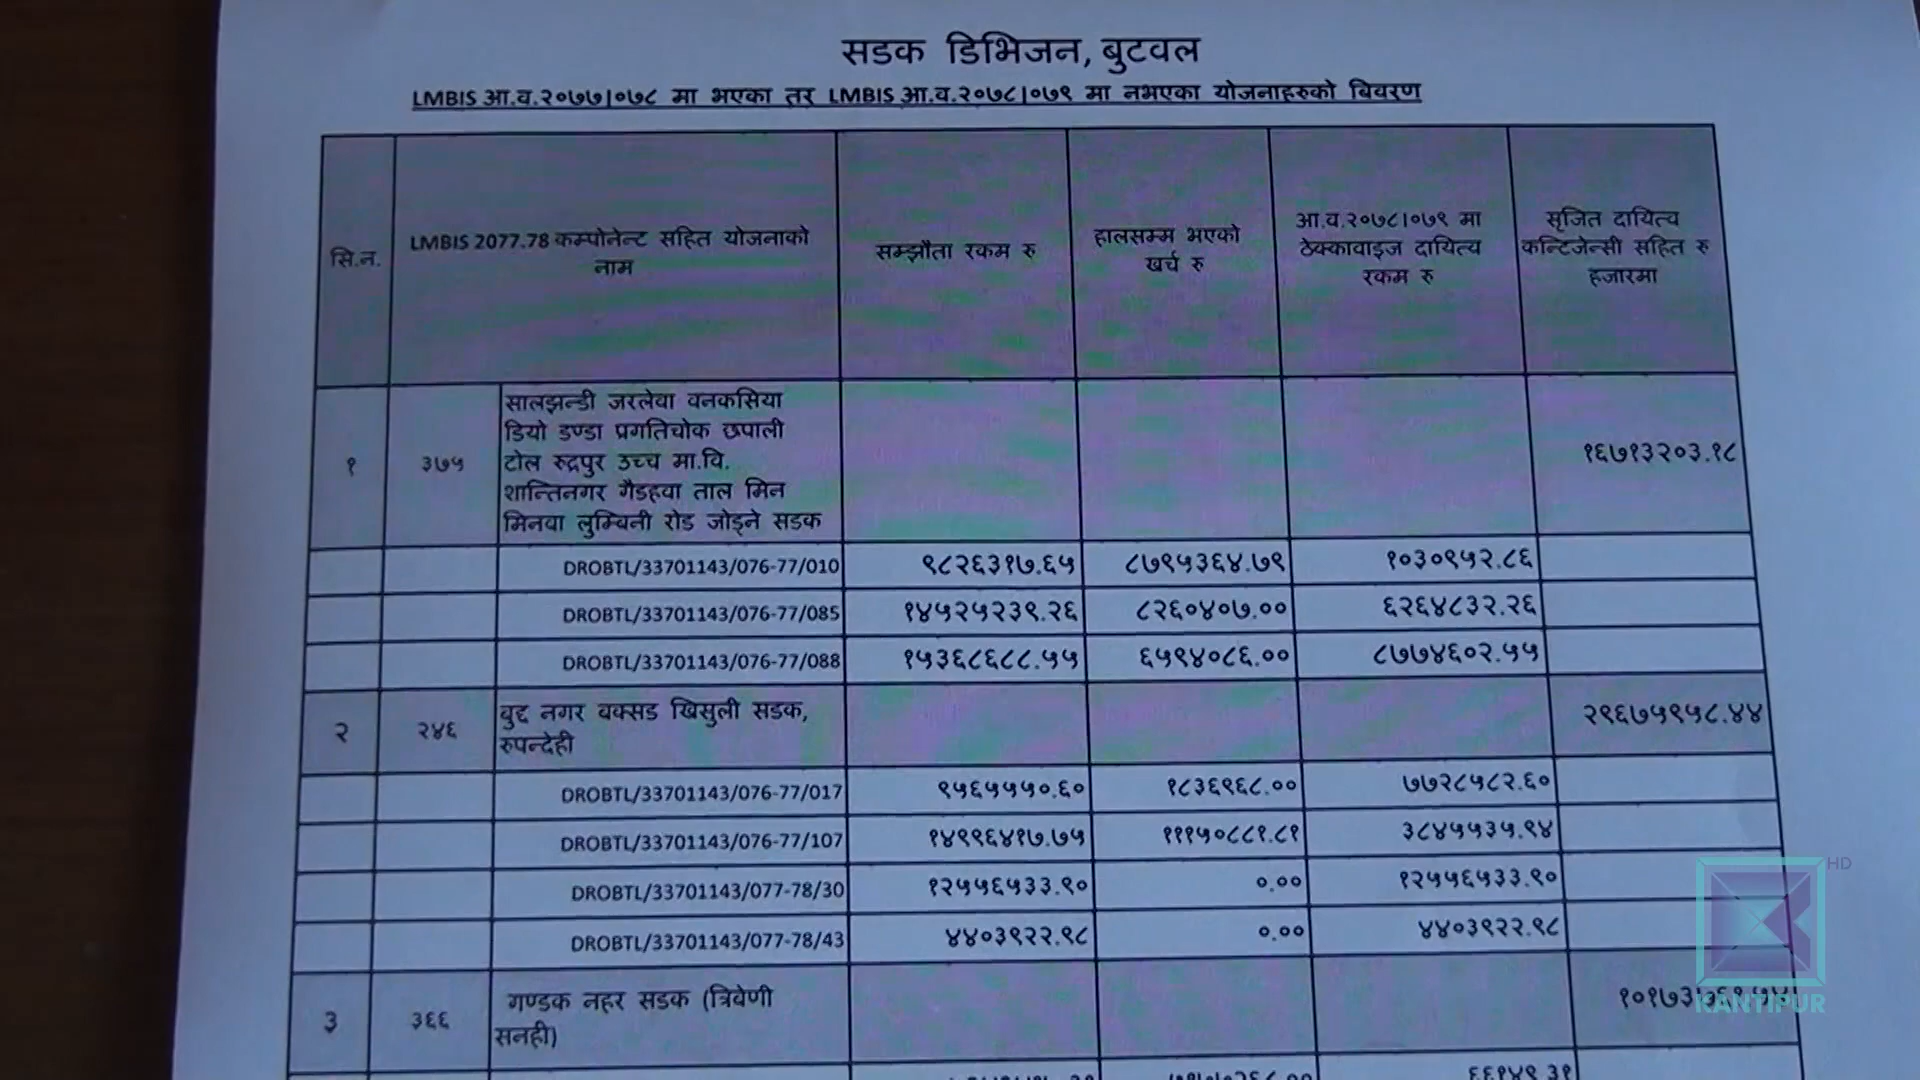 सडक डिभिजन, बुटवल
LMBIS आ.व.२०७७।०७८ मा भएका तर LMBIS आ.व.२०७८।०७९ मा नभएका योजनाहरुको बिवरण
सि.न.
LMBIS 2077.78 कम्पोनेन्ट सहित योजनाको
नाम
सम्झौता रकम रु
हालसम्म भएको
खर्च रु
आ.व.२०७८।०७९ मा
ठेक्कावाइज दायित्व
रकम रु
सृजित दायित्व
कन्टिजेन्सी सहित रु
हजारमा
१ ३७५
सालझन्डी जरलेवा वनकसिया
डियो डण्डा प्रगतिचोक छपाली
टोल रुद्रपुर उच्च मा.वि.
शान्तिनगर गैडहवा ताल मिन
मिनवा लुम्विनी रोड जोड्ने सडक
१६७१३२०३.१८
DROBTL/33701143/076-77/010 ९८२६३१७.६५ ८७९५३६४.७९ १०३०९५२.८६
DROBTL/33701143/076-77/085 १४५२५२३९.२६ ८२६०४०७.०० ६२६४८३२.२६
DROBTL/33701143/076-77/088 १५३६८६८८.५५ ६५९४०८६.०० ८७७४६०२.५५
२ २४६
वुद्द नगर वक्सड खिसुली सडक,
रुपन्देही
२९६७५९५८.४४
DROBTL/33701143/076-77/017 ९५६५५५०.६० १८३६९६८.०० ७७२८५८२.६०
DROBTL/33701143/076-77/107 १४९९६४१७.७५ १११५०८८१.८१ ३८४५५३५.९४
DROBTL/33701143/077-78/30 १२५५६५३३.९० ०.०० १२५५६५३३.९०
DROBTL/33701143/077-78/43 ४४०३९२२.९८ ०.०० ४४०३९२२.९८
३ ३६६
गण्डक नहर सडक (त्रिवेणी
सनही)
HD
KANTIPUR